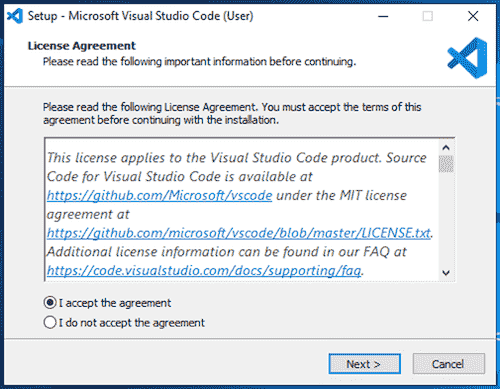 Setup - Microsoft Visual Studio Code (User)
License Agreement
Please read the following important information before continuing.
Please read the following License Agreement. You must accept the terms of this
agreement before continuing with the installation.
This license applies to the Visual Studio Code product. Source
Code for Visual Studio Code is available at
https://github.com/Microsoft/vscode under the MIT license
agreement at
https://github.com/microsoft/vscode/blob/master/LICENSE.txt.
Additional license information can be found in our FAQ at
https://code.visualstudio.com/docs/supporting/faq.
I accept the agreement
I do not accept the agreement
Next >
Cancel